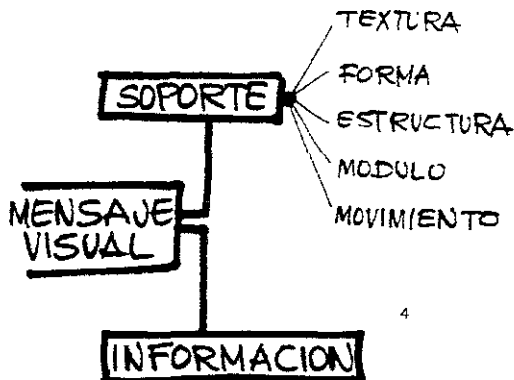 TEXTURA
FORMA
SOPORTE
ESTRUCTURA
MODULO
MOVIMIENTO
MENSAJE
VISUAL
4
INFORMACION